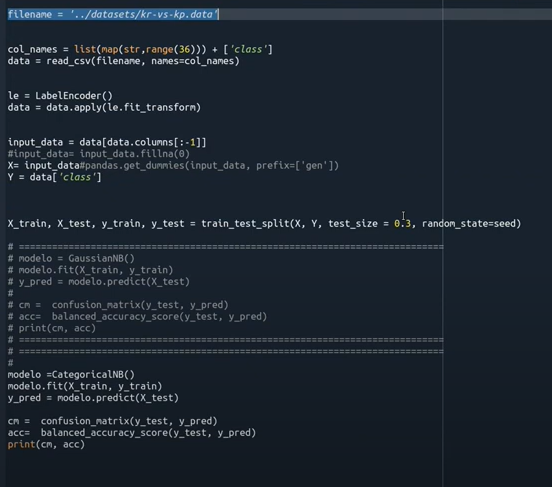 filename = '../datasets/kr-vs-kp.data'
col_names = list(map(str,range(36))) + ['class']
data = read_csv(filename, names=col_names)
le = LabelEncoder()
data = data.apply(le.fit_transform)
input_data = data[data.columns[:-1]]
#input_data= input_data.fillna(0)
X= input_data#pandas.get_dummies(input_data, prefix=['gen'])
Y = data['class']
X_train, X_test, y_train, y_test = train_test_split(X, Y, test_size = 0.3, random_state=seed)
# =============================================================================
# modelo = GaussianNB()
# modelo.fit(X_train, y_train)
# y_pred = modelo.predict(X_test)
#
# cm =  confusion_matrix(y_test, y_pred)
# acc=  balanced_accuracy_score(y_test, y_pred)
# print(cm, acc)
# =============================================================================
# =============================================================================
#
modelo =CategoricalNB()
modelo.fit(X_train, y_train)
y_pred = modelo.predict(X_test)
cm =  confusion_matrix(y_test, y_pred)
acc=  balanced_accuracy_score(y_test, y_pred)
print(cm, acc)